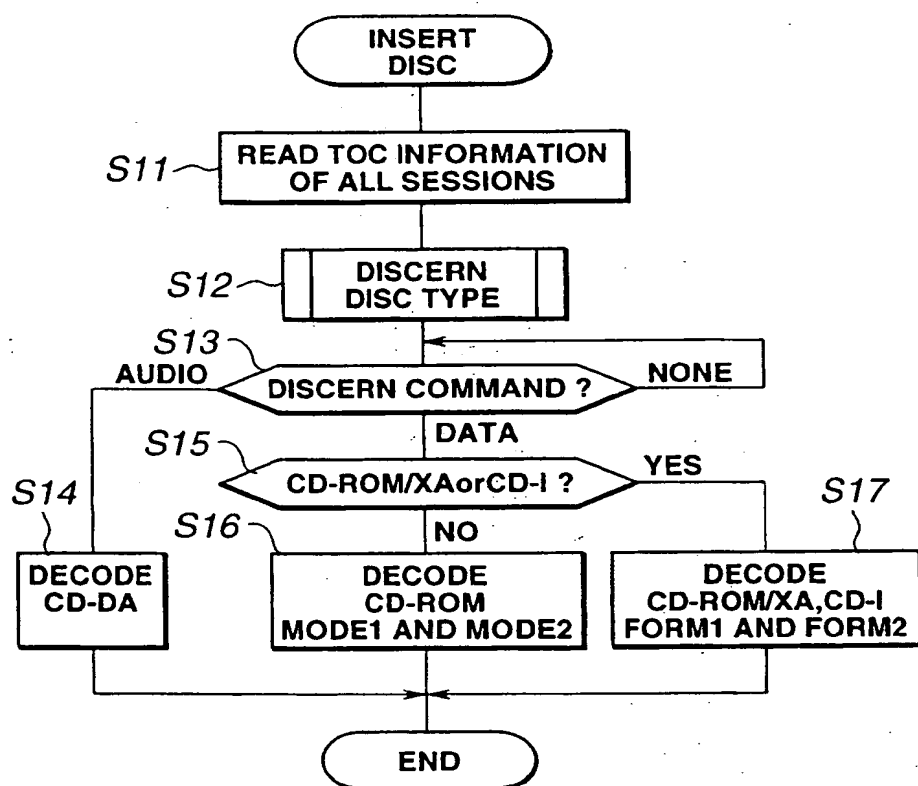 INSERT
DISC
S11
READ TOC INFORMATION
OF ALL SESSIONS
S12
DISCERN
DISC TYPE
S13
AUDIO
DISCERN COMMAND ?
NONE
DATA
S15
CD-ROM/XAorCD-I ?
YES
S14
S16
NO
S17
DECODE
CD-DA
DECODE
CD-ROM
MODE1 AND MODE2
DECODE
CD-ROM/XA,CD-I
FORM1 AND FORM2
END